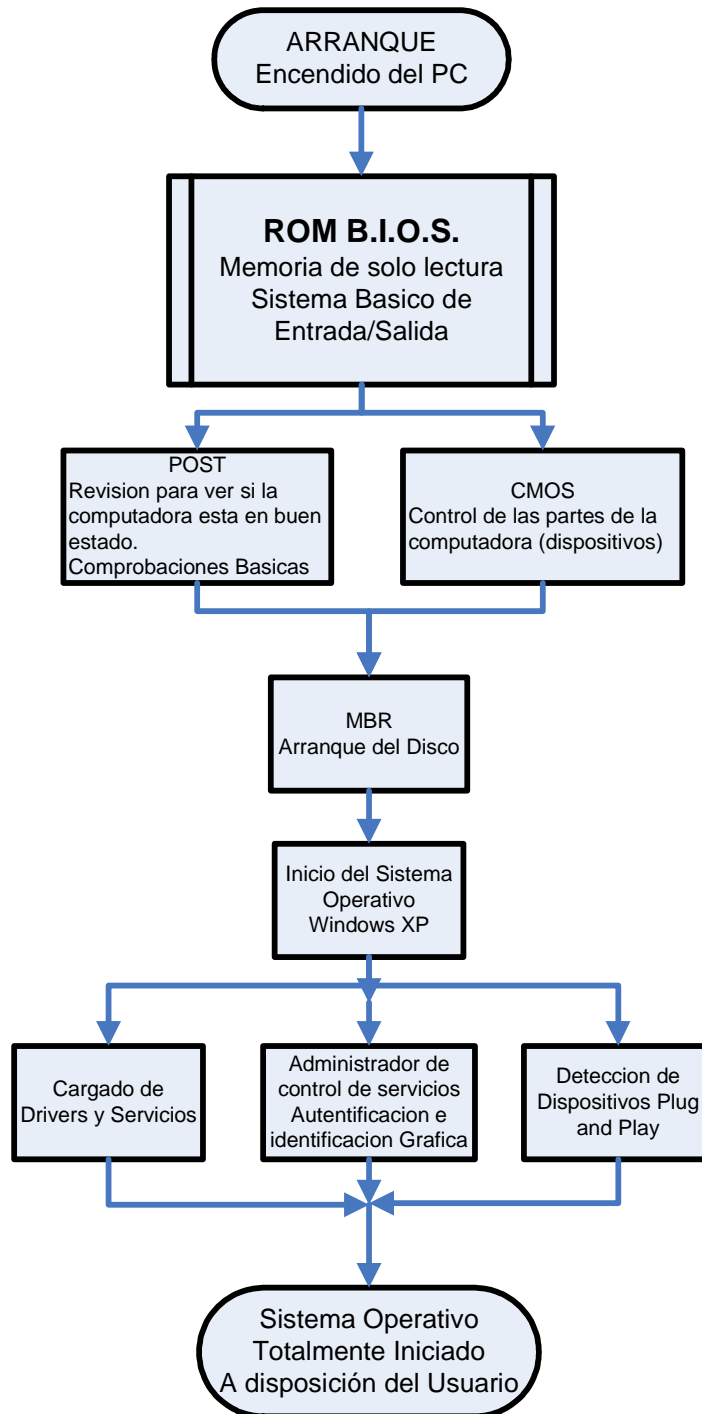 ARRANQUE
Encendido del PC
ROM B.I.O.S.
Memoria de solo lectura
Sistema Basico de
Entrada/Salida
POST
Revision para ver si la
computadora esta en buen
estado.
Comprobaciones Basicas
CMOS
Control de las partes de la
computadora (dispositivos)
MBR
Arranque del Disco
Inicio del Sistema
Operativo
Windows XP
Cargado de
Drivers y Servicios
Administrador de
control de servicios
Autentificacion e
identificacion Grafica
Deteccion de
Dispositivos Plug
and Play
Sistema Operativo
Totalmente Iniciado
A disposición del Usuario